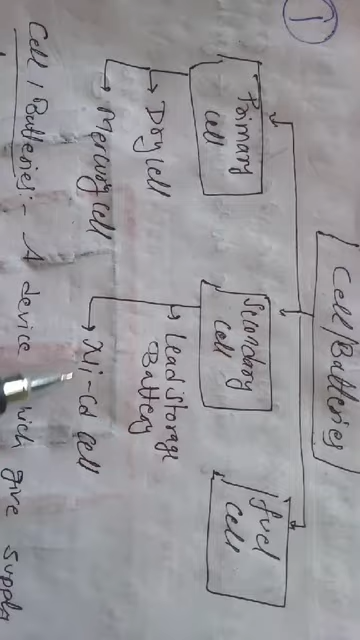 1
Cell/Batteries
Primary
cell
Secondary
cell
fuel
cell
Dry cell
Mercury cell
Lead storage
Battery
Ni-Cd cell
Cell / Batteries:- A device which give supply